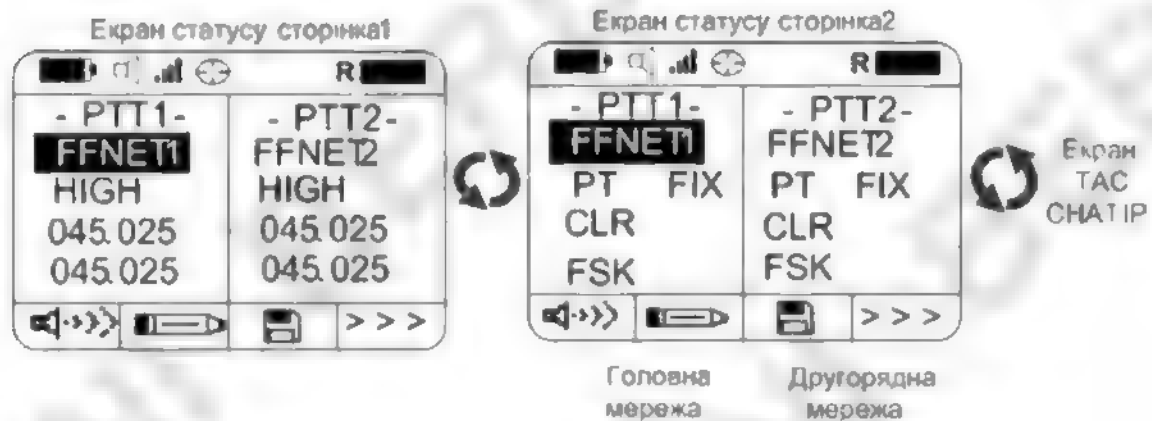 Екран статусу сторінка1
R
- PTT1-
FFNET1
HIGH
045.025
045.025
- PTT2-
FFNET2
HIGH
045.025
045.025
>>>
Екран статусу сторінка2
R
- PTT1-
FFNET1
PT FIX
CLR
FSK
- PTT2-
FFNET2
PT FIX
CLR
FSK
>>>
Екран
TAC
CHAT IP
Головна
мережа
Другорядна
мережа